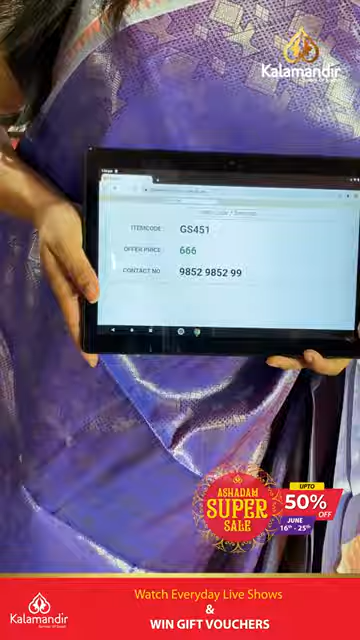 Kalamandir
ITEMCODE : GS451
OFFER PRICE : 666
CONTACT NO 9852 9852 99
ASHADAM
SUPER
SALE
UPTO
50% OFF
JUNE
16th - 25th
Kalamandir
Watch Everyday Live Shows
&
WIN GIFT VOUCHERS